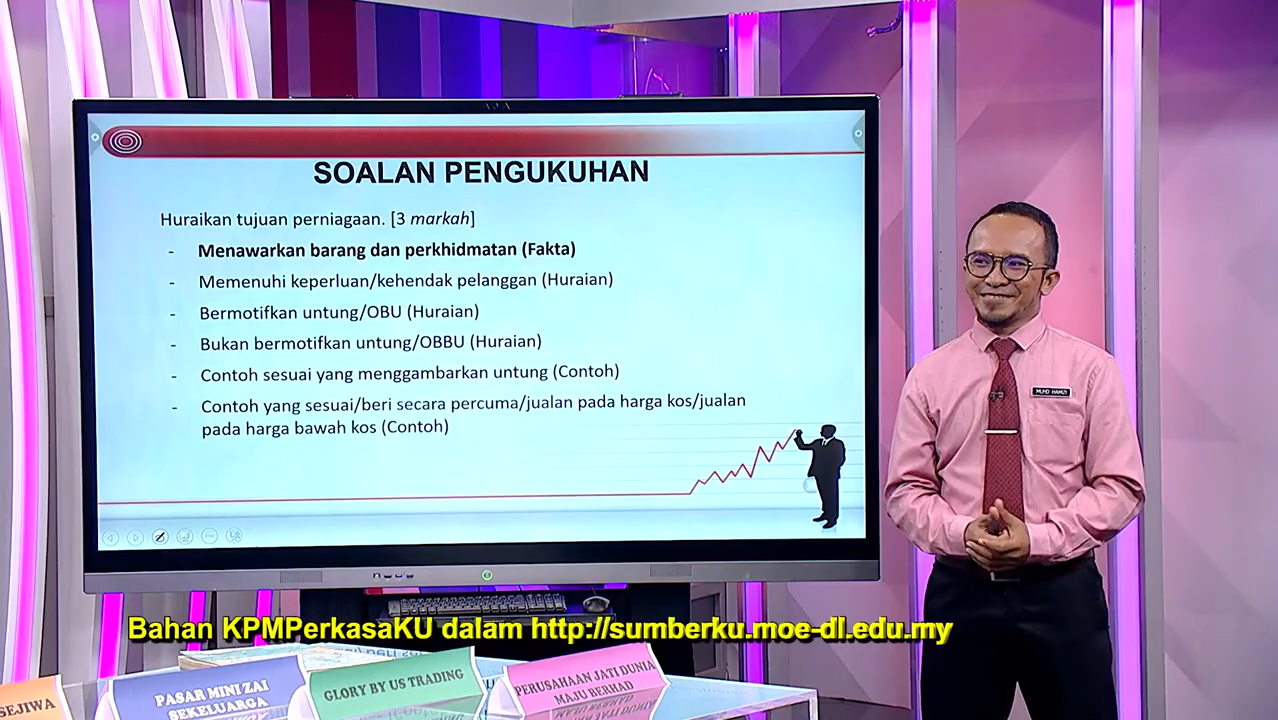 SOALAN PENGUKUHAN
Huraikan tujuan perniagaan. [3 markah]
- Menawarkan barang dan perkhidmatan (Fakta)
- Memenuhi keperluan/kehendak pelanggan (Huraian)
- Bermotifkan untung/OBU (Huraian)
- Bukan bermotifkan untung/OBBU (Huraian)
- Contoh sesuai yang menggambarkan untung (Contoh)
- Contoh yang sesuai/beri secara percuma/jualan pada harga kos/jualan
pada harga bawah kos (Contoh)
MUHD HAMZI
Bahan KPMPerkasaKU dalam http://sumberku.moe-dl.edu.my
SEJIWA
PASAR MINI ZAI
SEKELUARGA
GLORY BY US TRADING
PERUSAHAAN JATI DUNIA
MAJU BERHAD